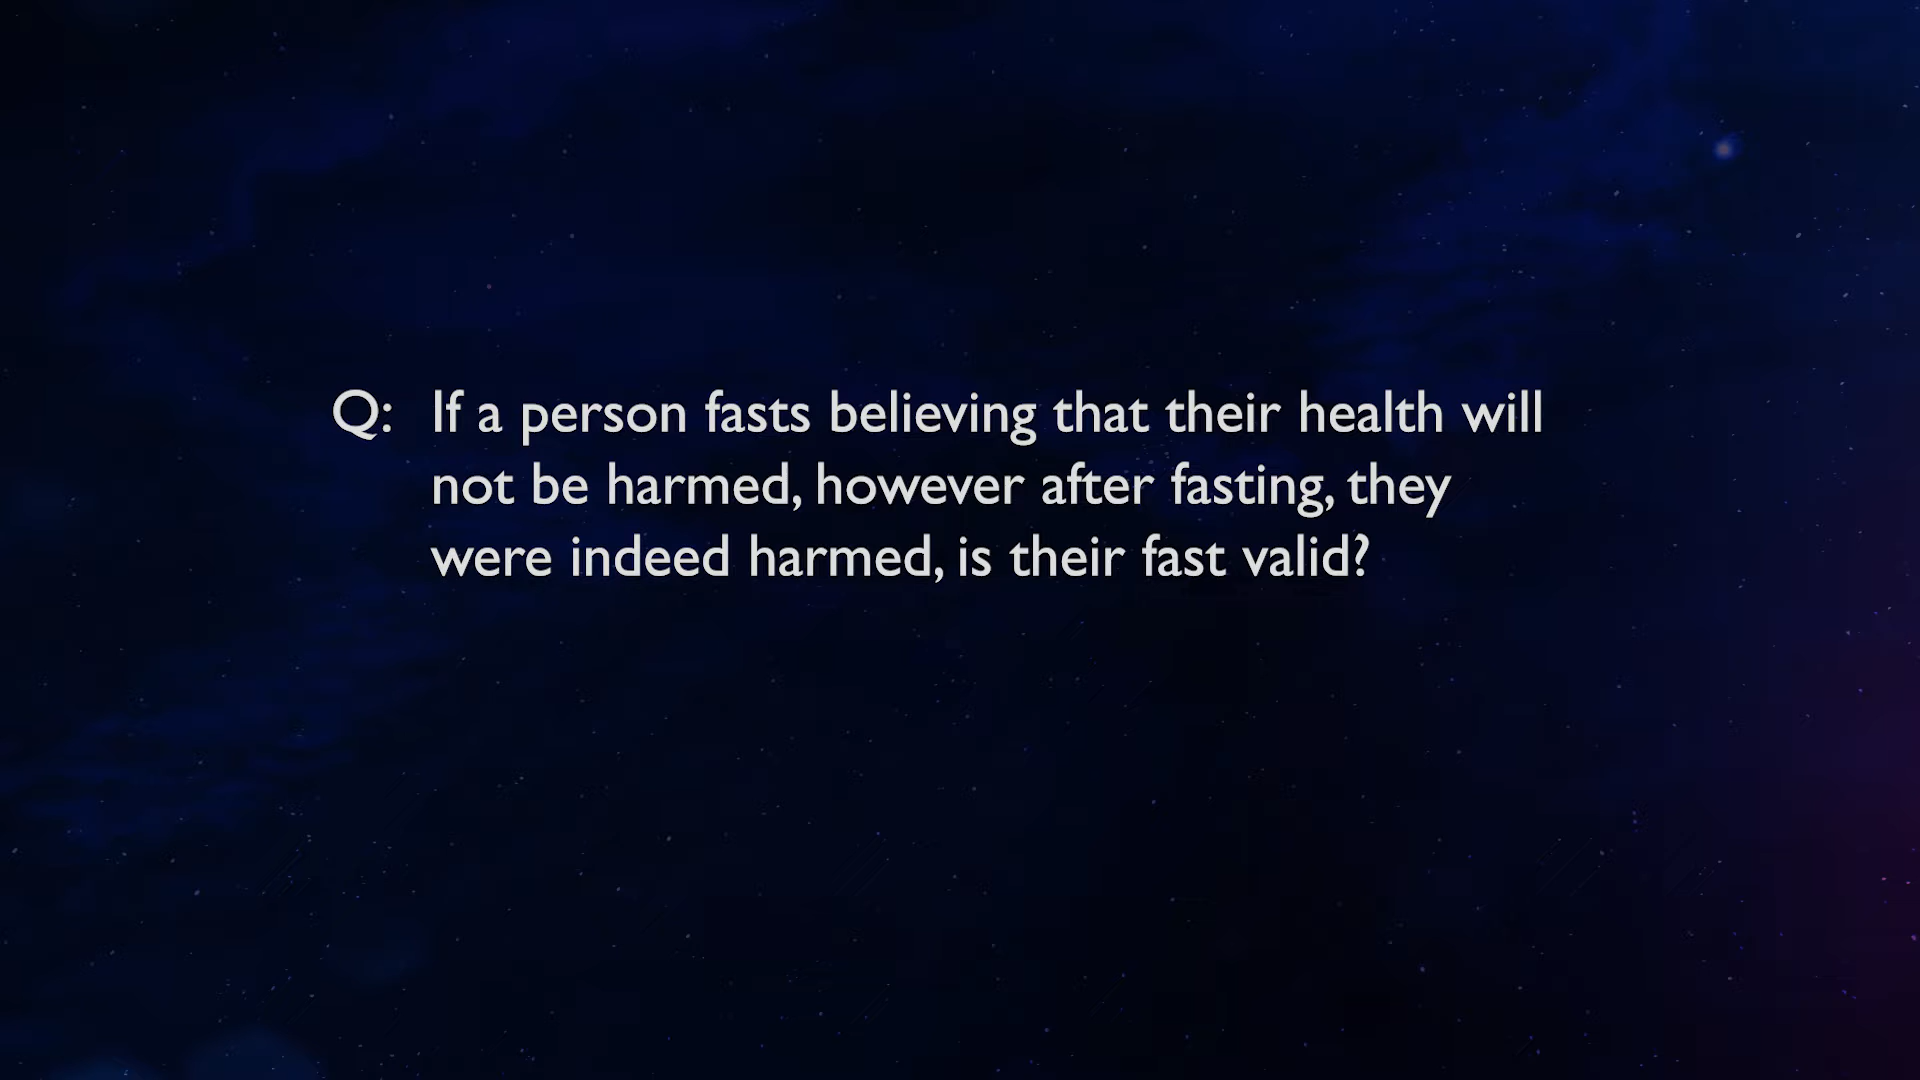 Q: If a person fasts believing that their health will
not be harmed, however after fasting, they
were indeed harmed, is their fast valid?